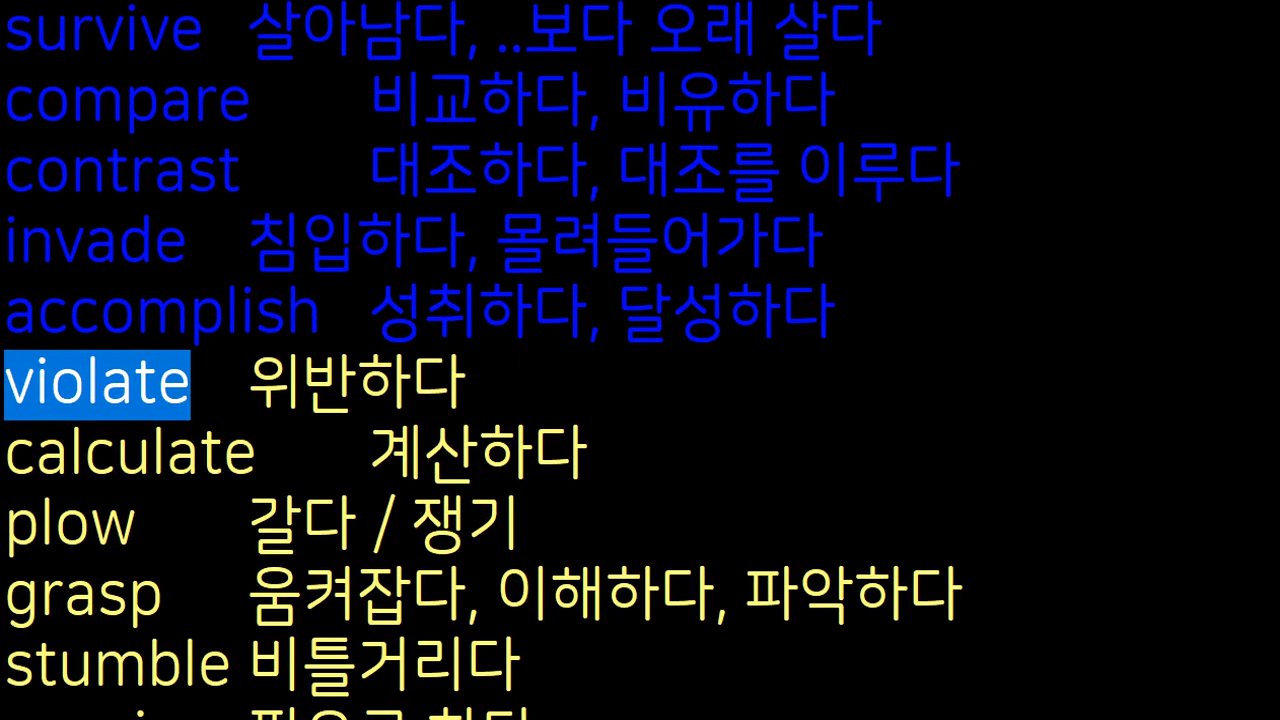 survive 살아남다, ..보다 오래 살다
compare 비교하다, 비유하다
contrast 대조하다, 대조를 이루다
invade 침입하다, 몰려들어가다
accomplish 성취하다, 달성하다
violate 위반하다
calculate 계산하다
plow 갈다 / 쟁기
grasp 움켜잡다, 이해하다, 파악하다
stumble 비틀거리다